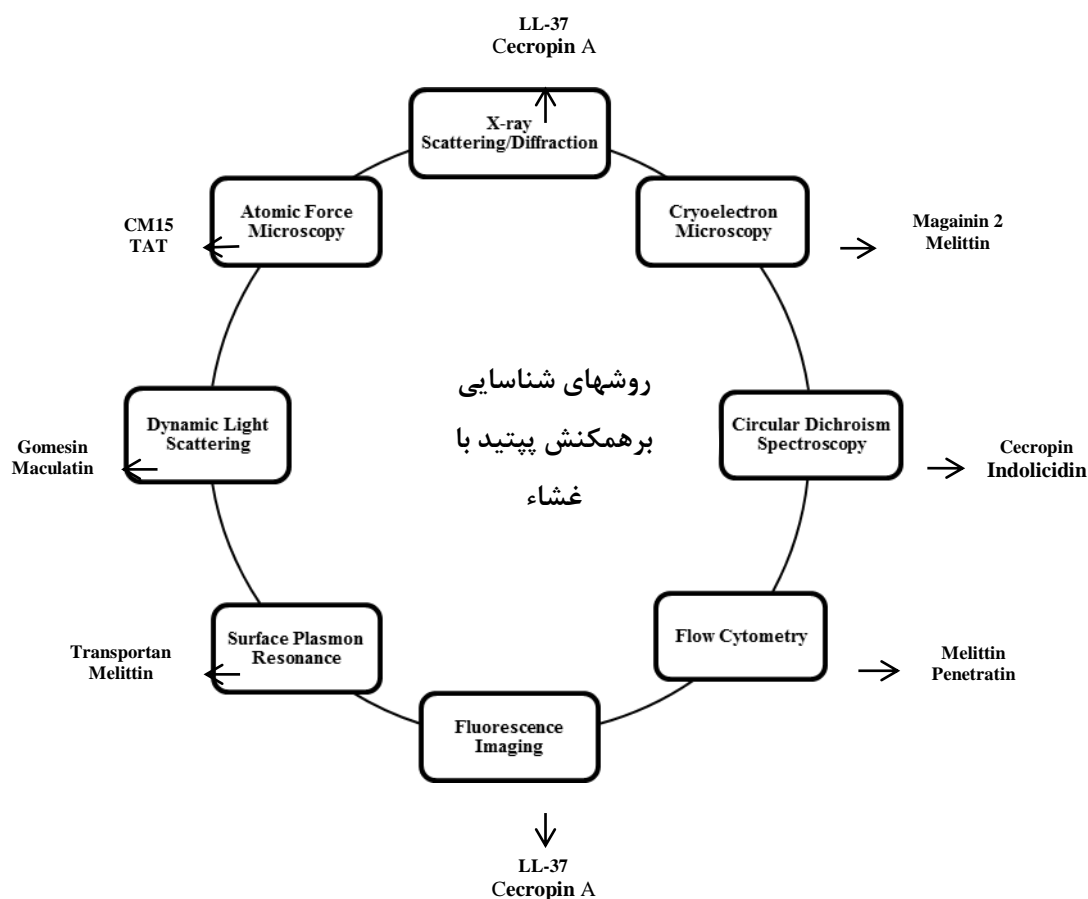 LL-37
Cecropin A
X-ray
Scattering/Diffraction
Atomic Force
Microscopy
Cryoelectron
Microscopy
CM15
TAT
Magainin 2
Melittin
روشهای شناسایی
برهمکنش پپتید با
غشاء
Dynamic Light
Scattering
Circular Dichroism
Spectroscopy
Gomesin
Maculatin
Cecropin
Indolicidin
Surface Plasmon
Resonance
Flow Cytometry
Transportan
Melittin
Melittin
Penetratin
Fluorescence
Imaging
LL-37
Cecropin A